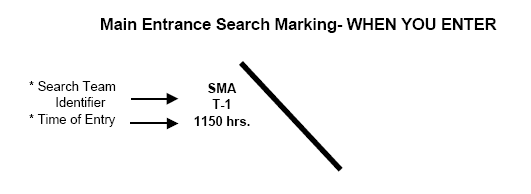 Main Entrance Search Marking- WHEN YOU ENTER
* Search Team
Identifier
* Time of Entry
SMA
T-1
1150 hrs.